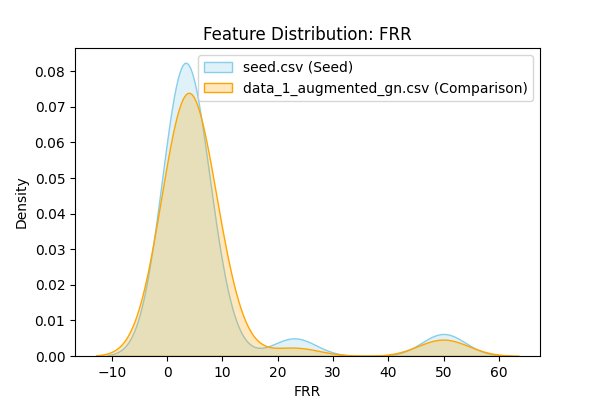 Feature Distribution: FRR
seed.csv (Seed)
data_1_augmented_gn.csv (Comparison)
Density
0.08
0.07
0.06
0.05
0.04
0.03
0.02
0.01
0.00
−10 0 10 20 30 40 50 60
FRR